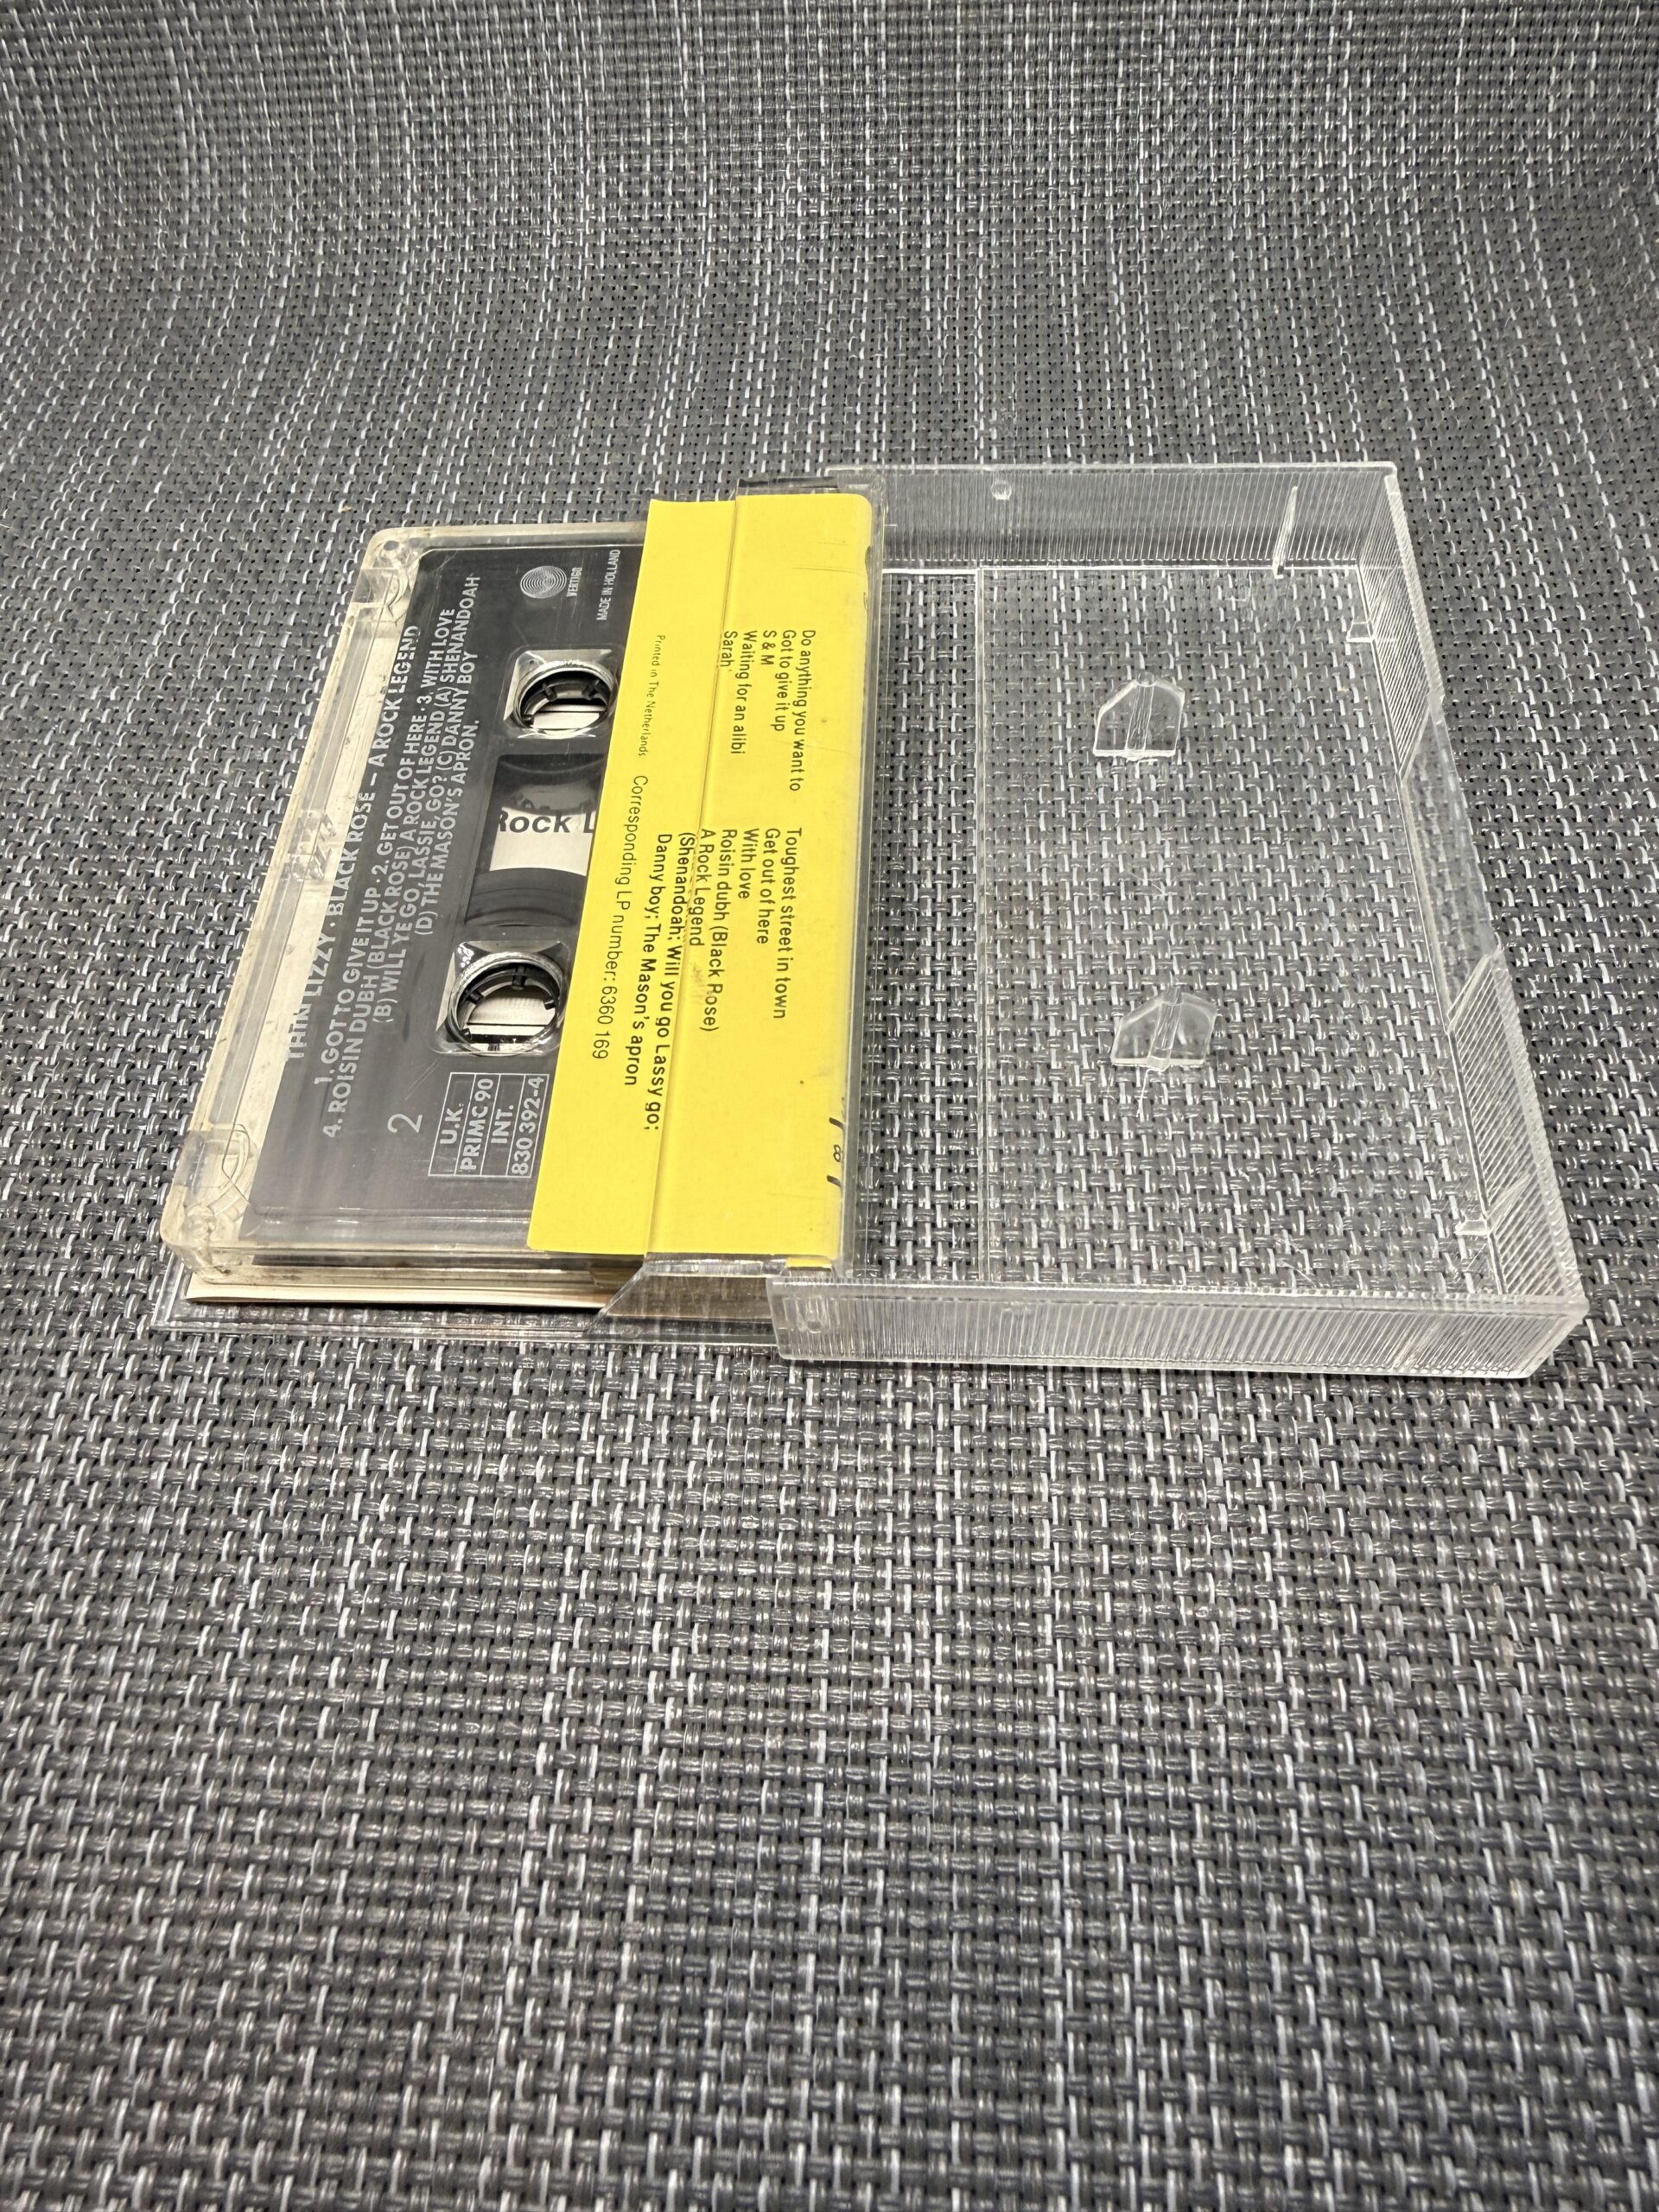 THIN LIZZY . BLACK ROSE – A ROCK LEGEND
1. GOT TO GIVE IT UP . 2. GET OUT OF HERE . 3. WITH LOVE
4. ROISIN DUBH (BLACK ROSE) A ROCK LEGEND (A) SHENANDOAH
(B) WILL YE GO, LASSIE, GO? (C) DANNY BOY
(D) THE MASON'S APRON.
2
U.K.
PRIMC 90
INT.
830 392-4
VERTIGO
MADE IN HOLLAND
Rock L
Do anything you want to
Got to give it up
S & M
Waiting for an alibi
Sarah
Toughest street in town
Get out of here
With love
Roisin dubh (Black Rose)
A Rock Legend
(Shenandoah; Will you go Lassy go;
Danny boy; The Mason's apron
Printed in The Netherlands
Corresponding LP number: 6360 169